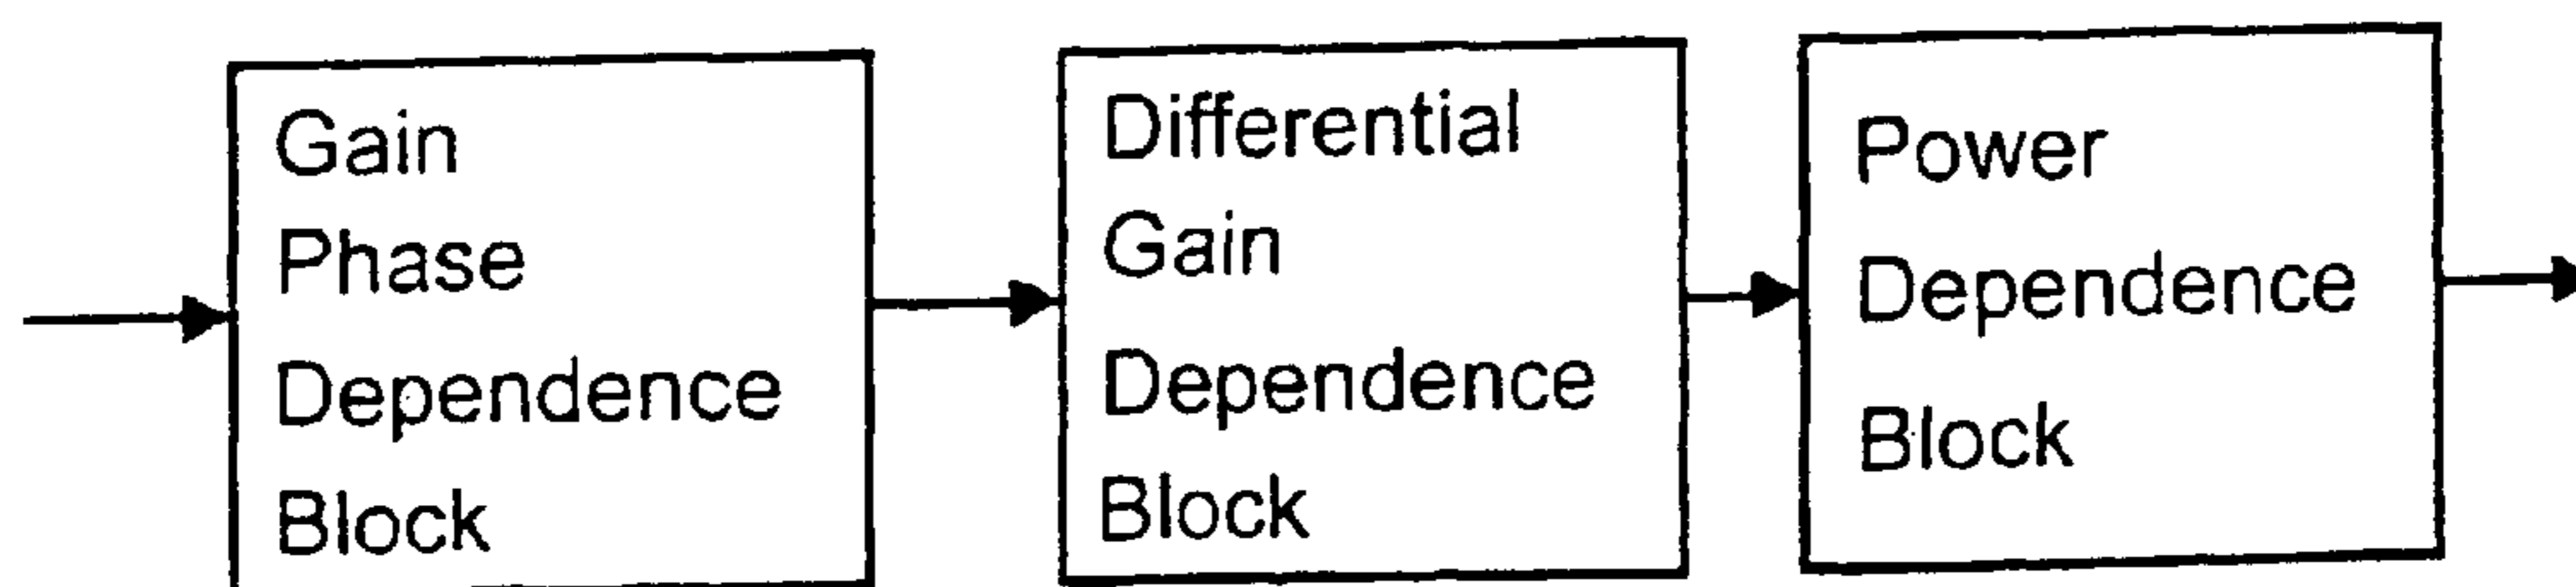 Gain
Phase
Dependence
Block
Differential
Gain
Dependence
Block
Power
Dependence
Block